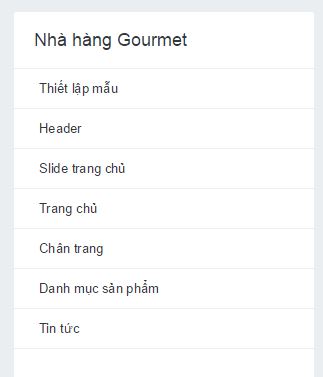 Nhà hàng Gourmet
Thiết lập mẫu
Header
Slide trang chủ
Trang chủ
Chân trang
Danh mục sản phẩm
Tin tức